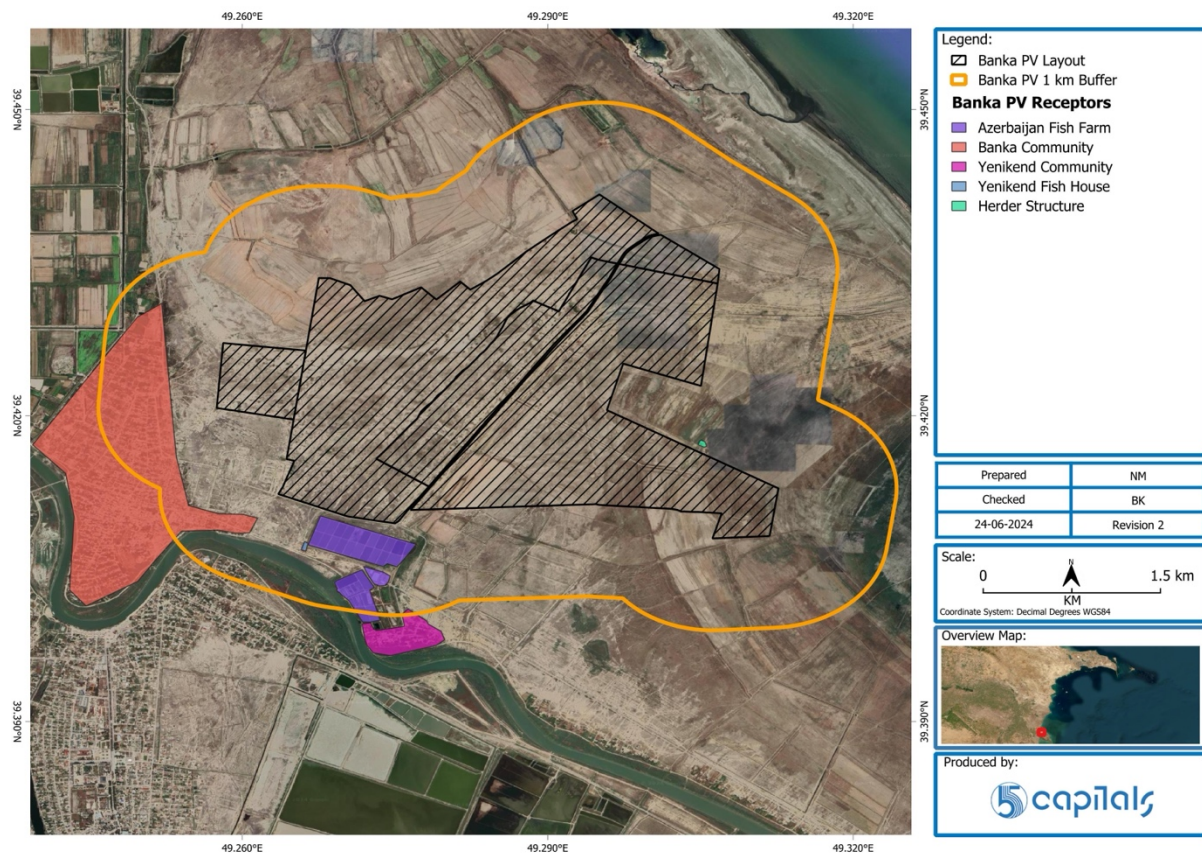 49.260°E
49.290°E
49.320°E
39.450°N
39.420°N
39.390°N
39.450°N
39.420°N
39.390°N
49.260°E
49.290°E
49.320°E
Legend:
Banka PV Layout
Banka PV 1 km Buffer
Banka PV Receptors
Azerbaijan Fish Farm
Banka Community
Yenikend Community
Yenikend Fish House
Herder Structure
Prepared NM
Checked BK
24-06-2024 Revision 2
Scale:
N
0 1.5 km
KM
Coordinate System: Decimal Degrees WGS84
Overview Map:
Produced by:
5 capitals